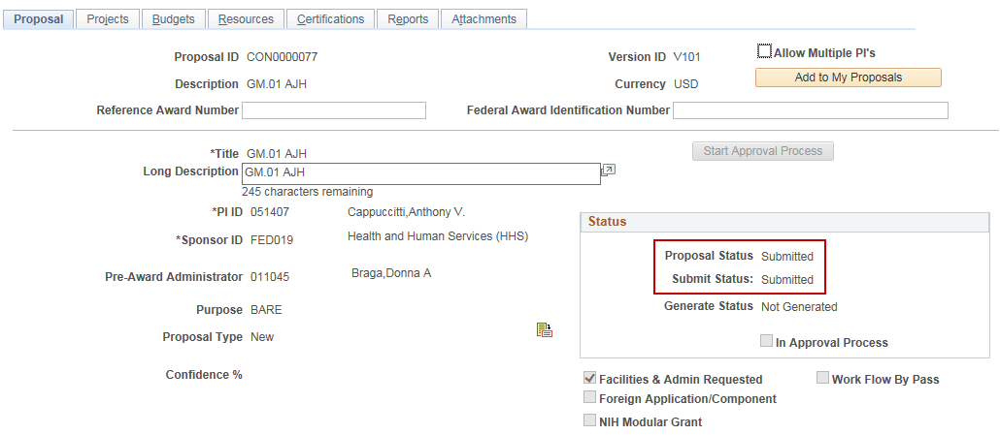 Proposal Projects Budgets Resources Certifications Reports Attachments
Proposal ID CON0000077 Version ID V101 Allow Multiple PI's
Description GM.01 AJH Currency USD Add to My Proposals
Reference Award Number Federal Award Identification Number
*Title GM.01 AJH Start Approval Process
Long Description GM.01 AJH
245 characters remaining
*PI ID 051407 Cappuccitti,Anthony V.
*Sponsor ID FED019 Health and Human Services (HHS)
Pre-Award Administrator 011045 Braga,Donna A
Purpose BARE
Proposal Type New
Confidence %
Status
Proposal Status Submitted
Submit Status: Submitted
Generate Status Not Generated
In Approval Process
Facilities & Admin Requested Work Flow By Pass
Foreign Application/Component
NIH Modular Grant